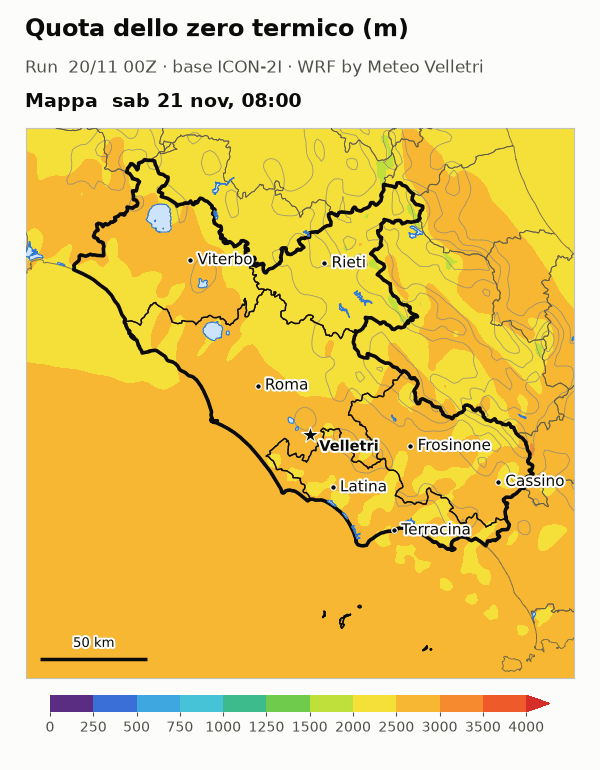 Quota dello zero termico (m)
Run  20/11 00Z · base ICON-2I · WRF by Meteo Velletri
Mappa  sab 21 nov, 08:00
Viterbo
Rieti
Roma
Velletri
Frosinone
Latina
Cassino
Terracina
50 km
0 250 500 750 1000 1250 1500 2000 2500 3000 3500 4000